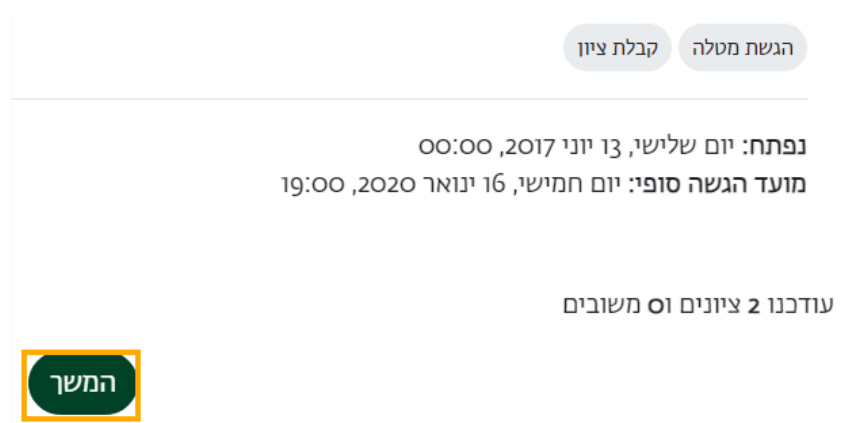 הגשת מטלה קבלת ציון
נפתח: יום שלישי, 13 יוני 2017, 00:00
מועד הגשה סופי: יום חמישי, 16 ינואר 2020, 19:00
עודכנו 2 ציונים ו0 משובים
המשך